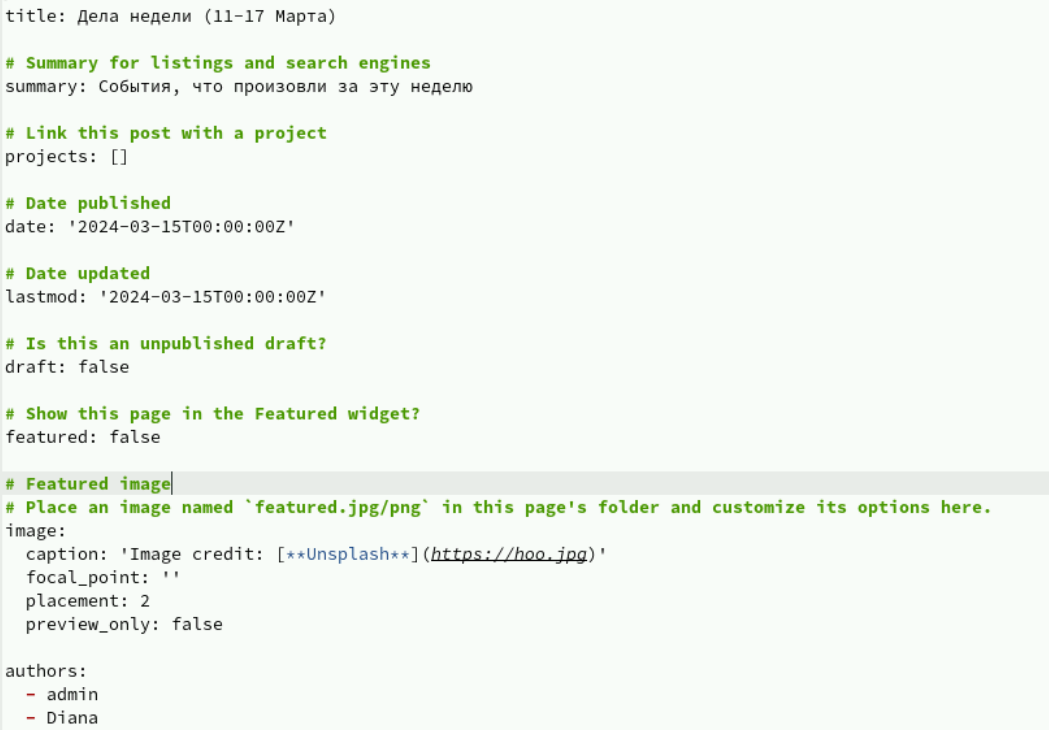 title: Дела недели (11-17 Марта)
# Summary for listings and search engines
summary: События, что произовли за эту неделю
# Link this post with a project
projects: []
# Date published
date: '2024-03-15T00:00:00Z'
# Date updated
lastmod: '2024-03-15T00:00:00Z'
# Is this an unpublished draft?
draft: false
# Show this page in the Featured widget?
featured: false
# Featured image
# Place an image named `featured.jpg/png` in this page's folder and customize its options here.
image:
  caption: 'Image credit: [**Unsplash**](https://hoo.jpg)'
  focal_point: ''
  placement: 2
  preview_only: false
authors:
  - admin
  - Diana